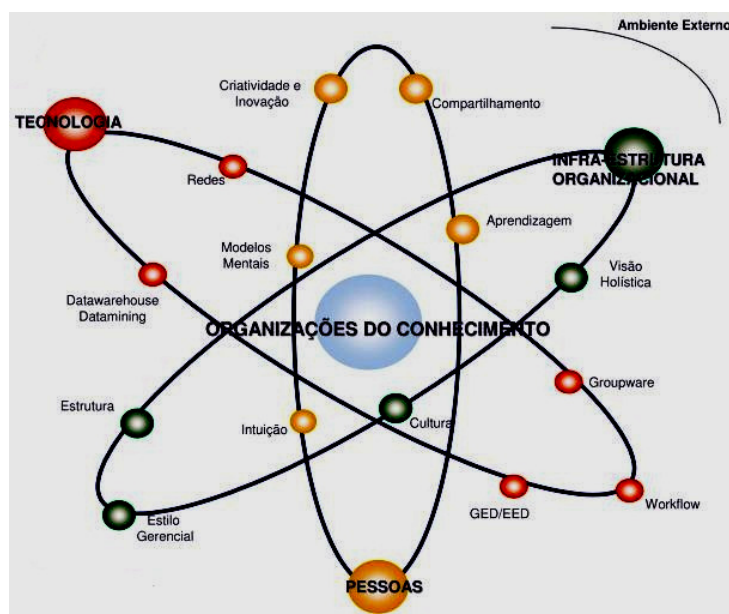 Ambiente Externo
Criatividade e
Inovação
Compartilhamento
TECNOLOGIA
INFRA-ESTRUTURA
ORGANIZACIONAL
Redes
Aprendizagem
Modelos
Mentais
Visão
Holística
Datawarehouse
Datamining
ORGANIZAÇÕES DO CONHECIMENTO
Groupware
Estrutura
Intuição
Cultura
Workflow
GED/EED
Estilo
Gerencial
PESSOAS